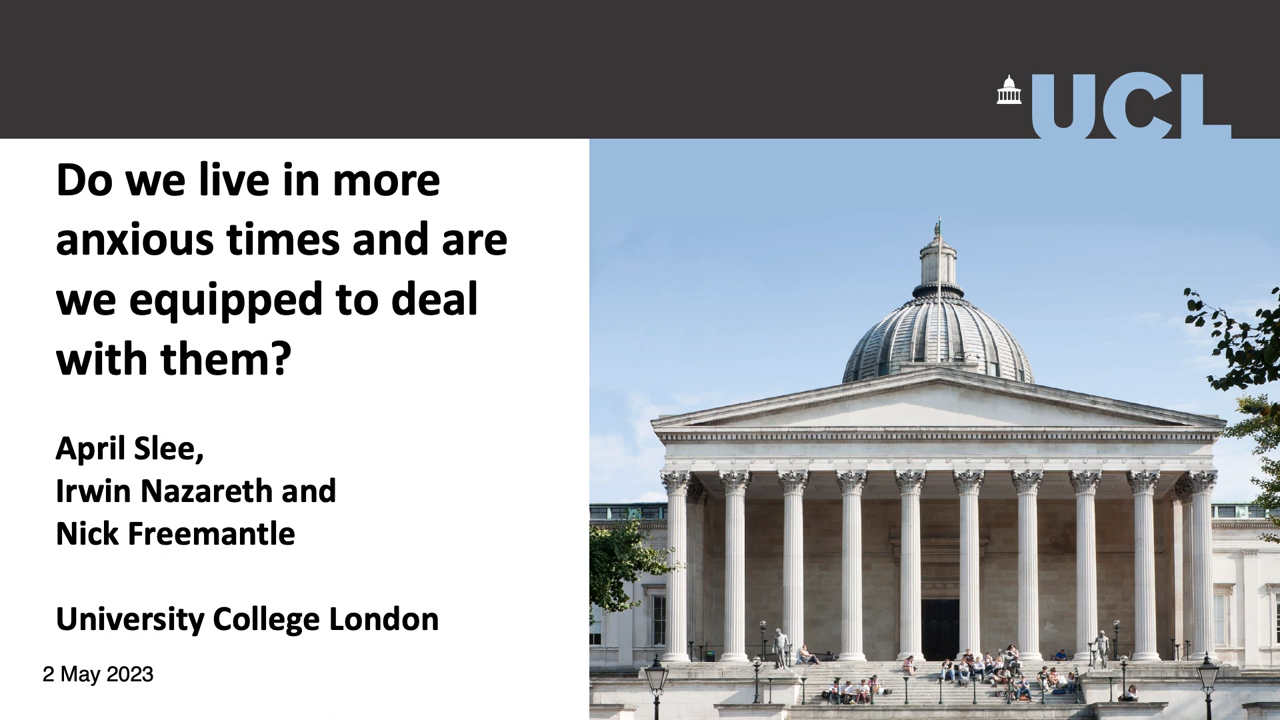 UCL
Do we live in more
anxious times and are
we equipped to deal
with them?
April Slee,
Irwin Nazareth and
Nick Freemantle
University College London
2 May 2023